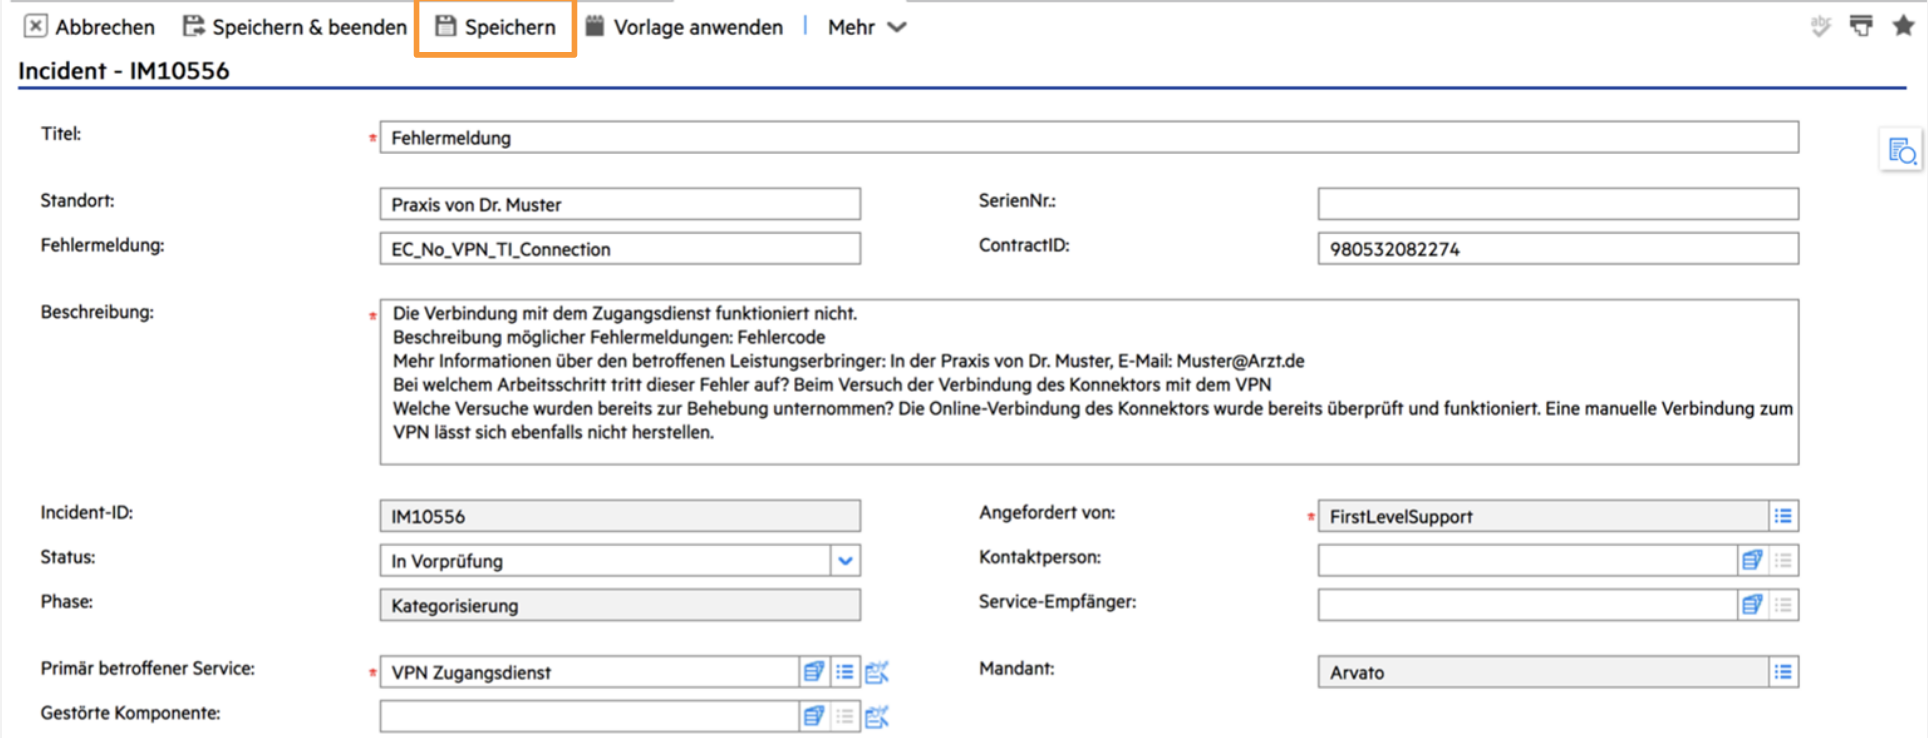 Abbrechen Speichern & beenden Speichern Vorlage anwenden Mehr abc
Incident - IM10556
Titel: * Fehlermeldung
Standort: Praxis von Dr. Muster SerienNr.:
Fehlermeldung: EC_No_VPN_TI_Connection ContractID: 980532082274
Beschreibung: * Die Verbindung mit dem Zugangsdienst funktioniert nicht.
Beschreibung möglicher Fehlermeldungen: Fehlercode
Mehr Informationen über den betroffenen Leistungserbringer: In der Praxis von Dr. Muster, E-Mail: Muster@Arzt.de
Bei welchem Arbeitsschritt tritt dieser Fehler auf? Beim Versuch der Verbindung des Konnektors mit dem VPN
Welche Versuche wurden bereits zur Behebung unternommen? Die Online-Verbindung des Konnektors wurde bereits überprüft und funktioniert. Eine manuelle Verbindung zum
VPN lässt sich ebenfalls nicht herstellen.
Incident-ID: IM10556 Angefordert von: * FirstLevelSupport
Status: In Vorprüfung Kontaktperson:
Phase: Kategorisierung Service-Empfänger:
Primär betroffener Service: * VPN Zugangsdienst Mandant: Arvato
Gestörte Komponente: